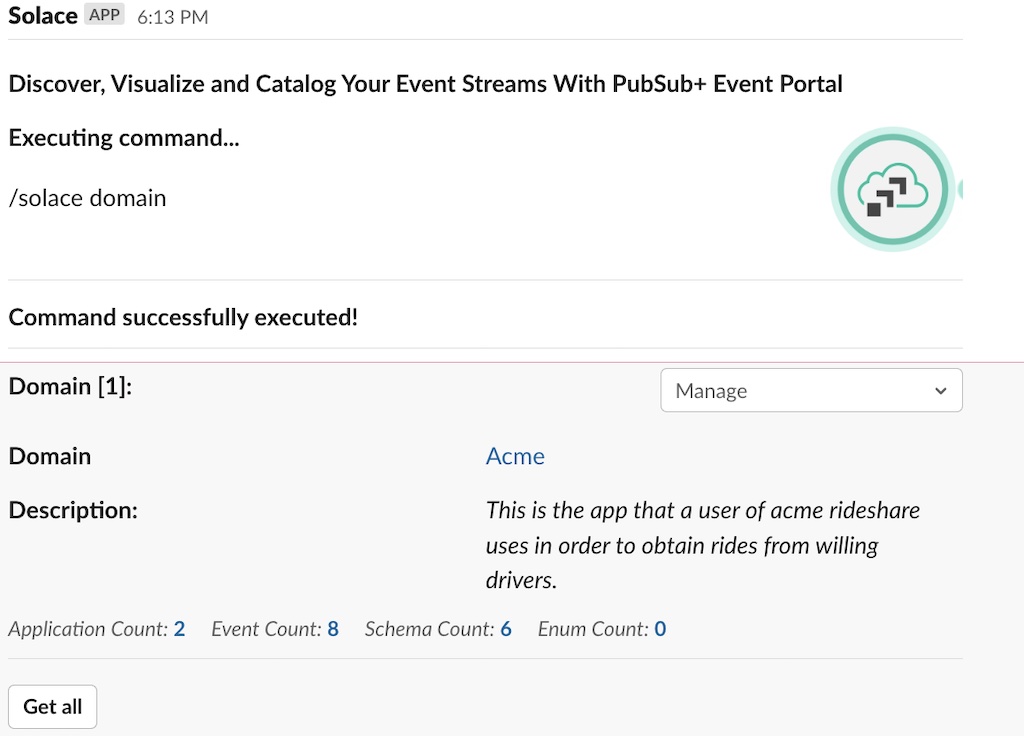 Solace APP 6:13 PM
Discover, Visualize and Catalog Your Event Streams With PubSub+ Event Portal
Executing command...
/solace domain
Command successfully executed!
Domain [1]:
Manage
Domain
Acme
Description:
This is the app that a user of acme rideshare
uses in order to obtain rides from willing
drivers.
Application Count: 2 Event Count: 8 Schema Count: 6 Enum Count: 0
Get all